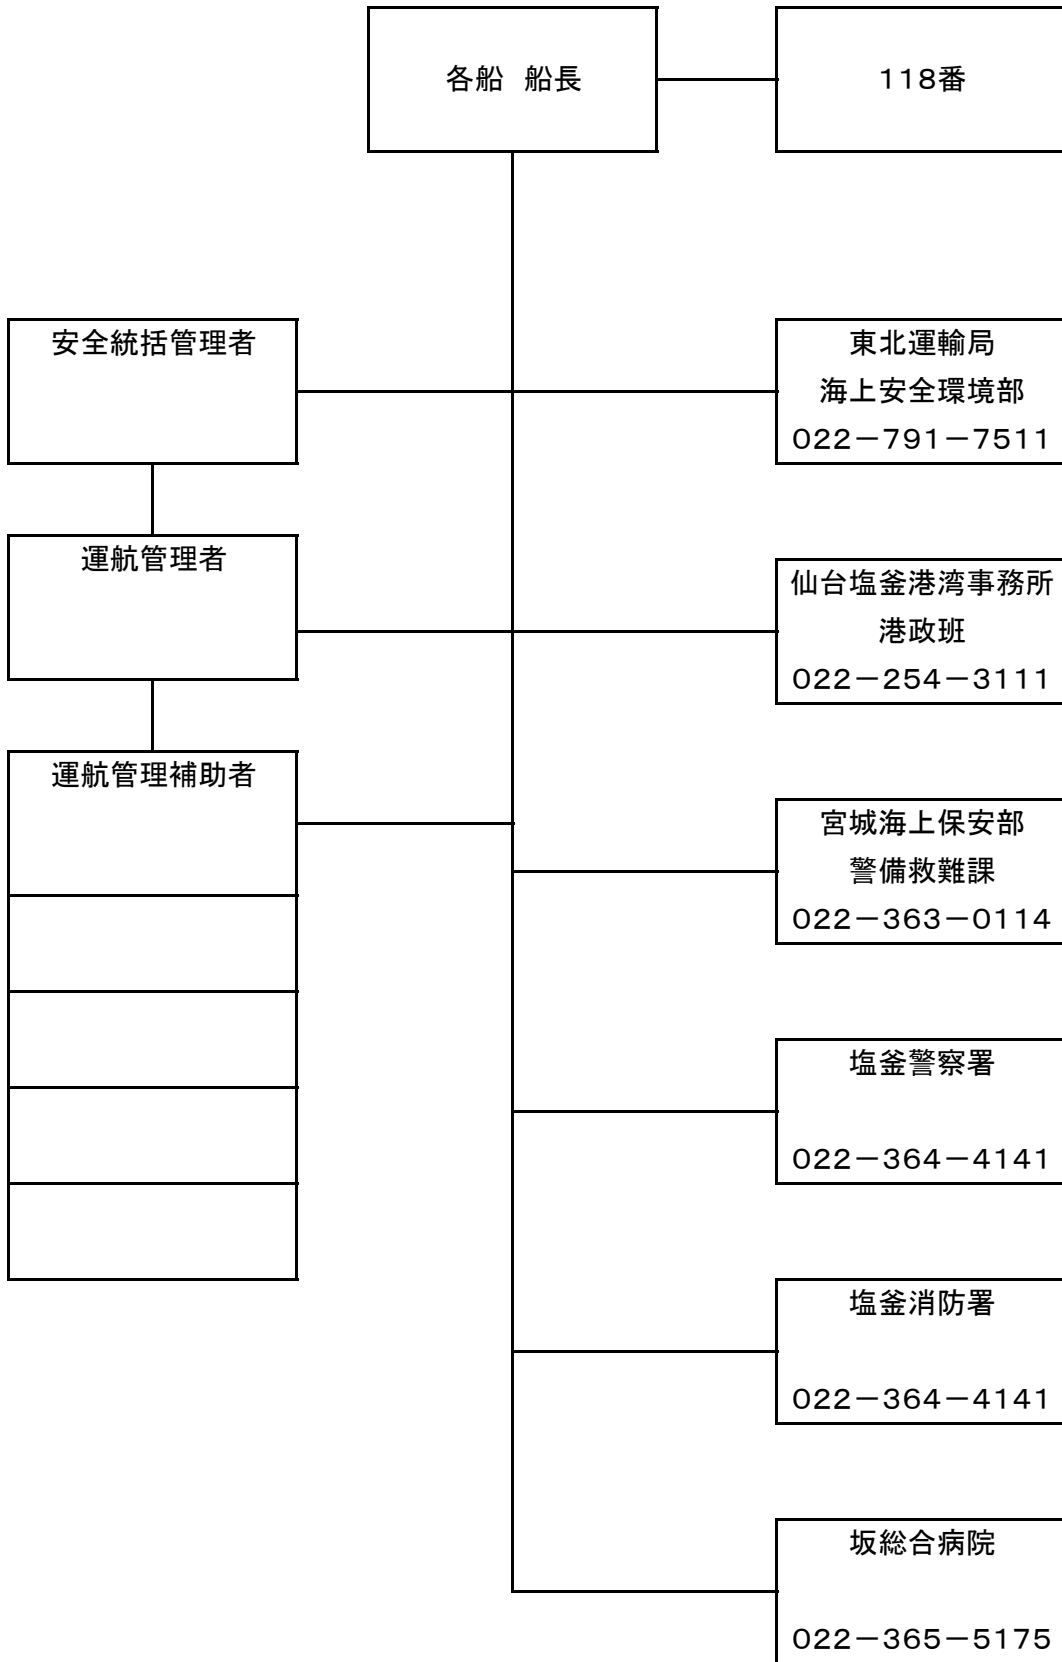 各船 船長
118番
安全統括管理者
東北運輸局
海上安全環境部
022-791-7511
運航管理者
仙台塩釜港湾事務所
港政班
022-254-3111
運航管理補助者
宮城海上保安部
警備救難課
022-363-0114
塩釜警察署
022-364-4141
塩釜消防署
022-364-4141
坂総合病院
022-365-5175